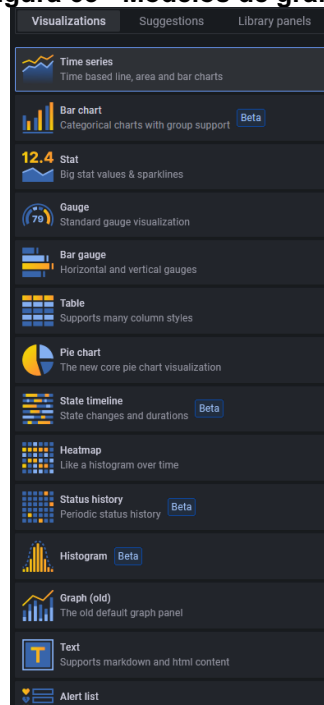 Modelos de
Visualizations Suggestions Library panels
Time series
Time based line, area and bar charts
Bar chart
Categorical charts with group support Beta
12.4 Stat
Big stat values & sparklines
79 Gauge
Standard gauge visualization
Bar gauge
Horizontal and vertical gauges
Table
Supports many column styles
Pie chart
The new core pie chart visualization
State timeline
State changes and durations Beta
Heatmap
Like a histogram over time
Status history
Periodic status history Beta
Histogram Beta
Graph (old)
The old default graph panel
T Text
Supports markdown and html content
Alert list